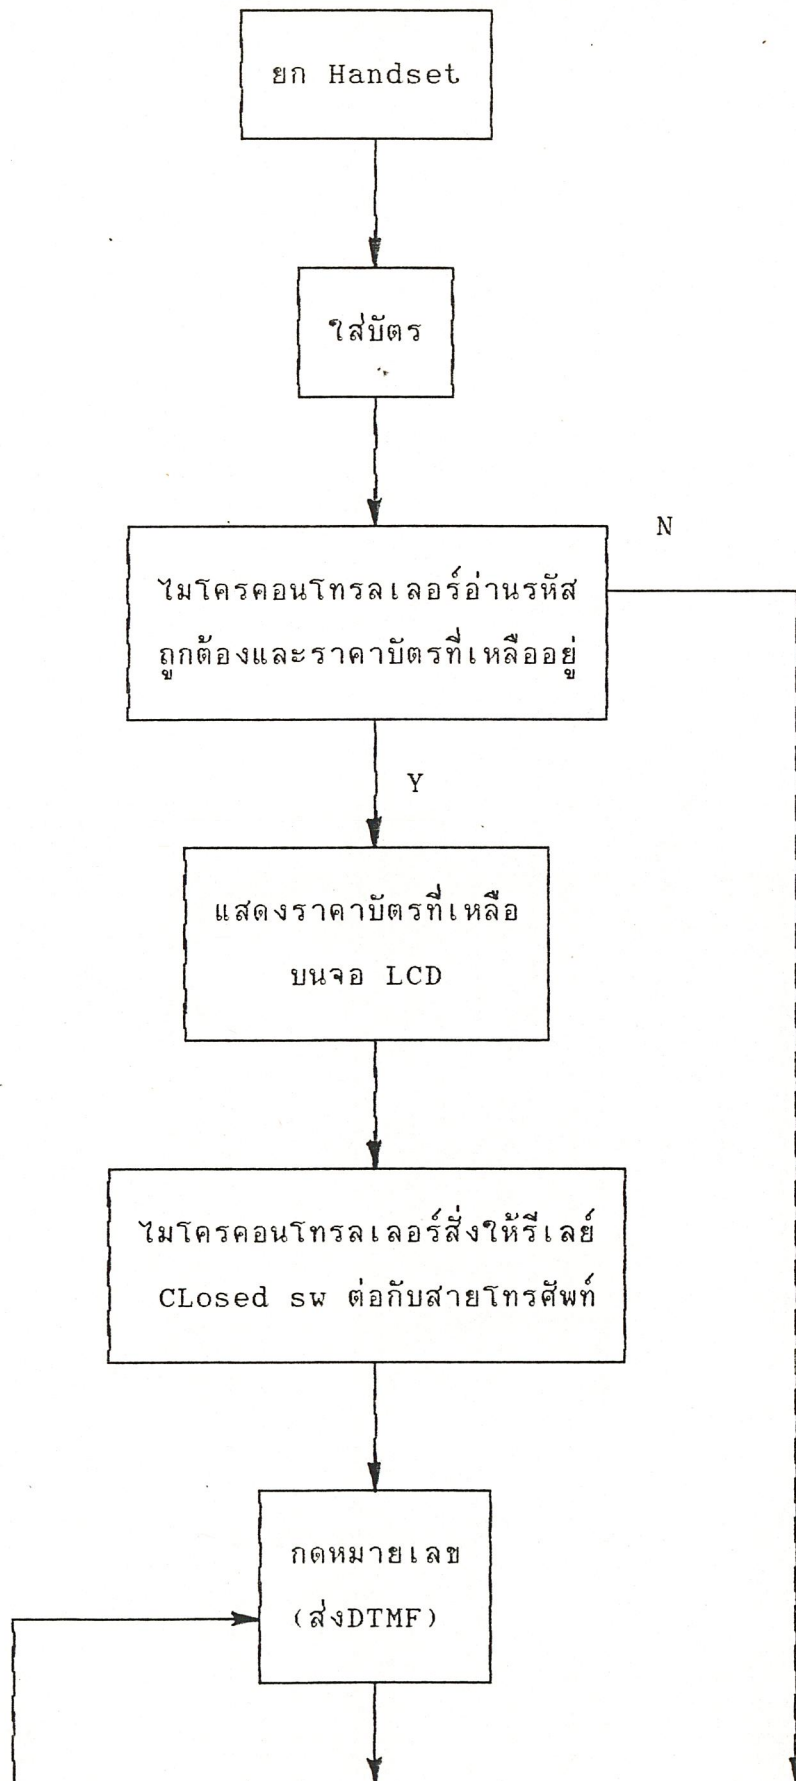 ยก Handset
ใส่บัตร
N
ไมโครคอนโทรลเลอร์อ่านรหัส
ถูกต้องและราคาบัตรที่เหลืออยู่
Y
แสดงราคาบัตรที่เหลือ
บนจอ LCD
ไมโครคอนโทรลเลอร์สั่งให้รีเลย์
CLosed sw ต่อกับสายโทรศัพท์
กดหมายเลข
(ส่งDTMF)